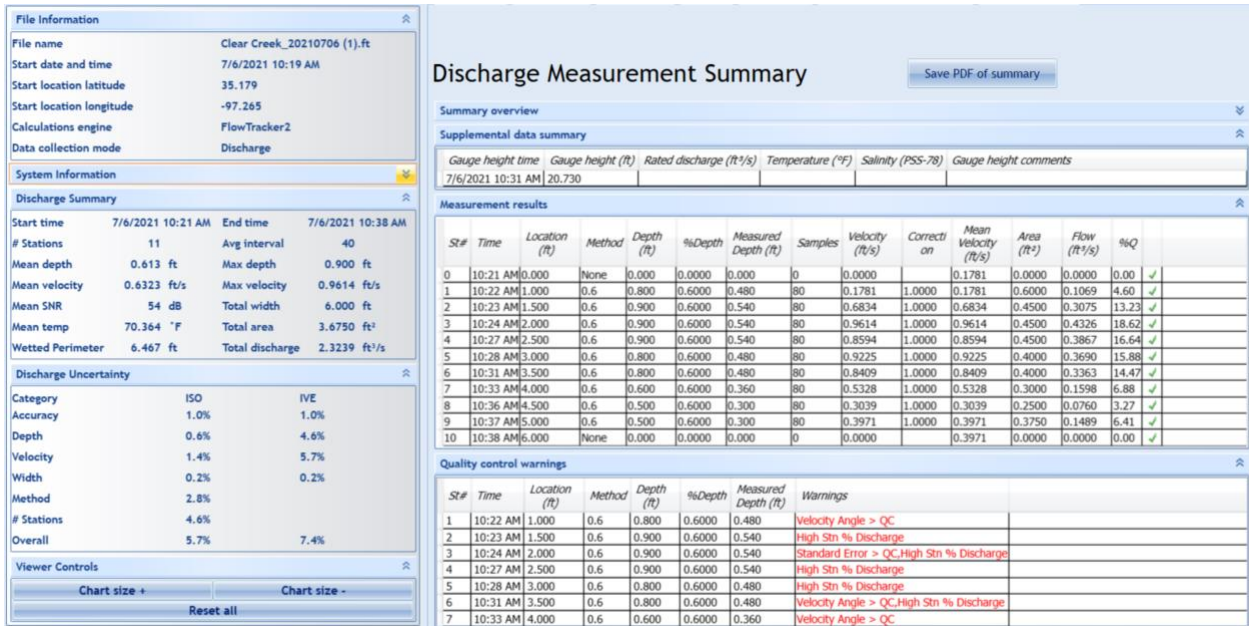 File Information
File name Clear Creek_20210706 (1).ft
Start date and time 7/6/2021 10:19 AM
Start location latitude 35.179
Start location longitude -97.265
Calculations engine FlowTracker2
Data collection mode Discharge
System Information
Discharge Summary
Start time 7/6/2021 10:21 AM End time 7/6/2021 10:38 AM
# Stations 11 Avg interval 40
Mean depth 0.613 ft Max depth 0.900 ft
Mean velocity 0.6323 ft/s Max velocity 0.9614 ft/s
Mean SNR 54 dB Total width 6.000 ft
Mean temp 70.364 °F Total area 3.6750 ft²
Wetted Perimeter 6.467 ft Total discharge 2.3239 ft³/s
Discharge Uncertainty
Category ISO IVE
Accuracy 1.0% 1.0%
Depth 0.6% 4.6%
Velocity 1.4% 5.7%
Width 0.2% 0.2%
Method 2.8%
# Stations 4.6%
Overall 5.7% 7.4%
Viewer Controls
Chart size + Chart size -
Reset all
Discharge Measurement Summary Save PDF of summary
Summary overview
Supplemental data summary
Gauge height time Gauge height (ft) Rated discharge (ft³/s) Temperature (°F) Salinity (PSS-78) Gauge height comments
7/6/2021 10:31 AM 20.730
Measurement results
St# Time Location (ft) Method Depth (ft) %Depth Measured Depth (ft) Samples Velocity (ft/s) Correcti on Mean Velocity (ft/s) Area (ft²) Flow (ft³/s) %Q
0 10:21 AM 0.000 None 0.000 0.0000 0.000 0 0.0000 0.1781 0.0000 0.0000 0.00 ✓
1 10:22 AM 1.000 0.6 0.800 0.6000 0.480 80 0.1781 1.0000 0.1781 0.6000 0.1069 4.60 ✓
2 10:23 AM 1.500 0.6 0.900 0.6000 0.540 80 0.6834 1.0000 0.6834 0.4500 0.3075 13.23 ✓
3 10:24 AM 2.000 0.6 0.900 0.6000 0.540 80 0.9614 1.0000 0.9614 0.4500 0.4326 18.62 ✓
4 10:27 AM 2.500 0.6 0.900 0.6000 0.540 80 0.8594 1.0000 0.8594 0.4500 0.3867 16.64 ✓
5 10:28 AM 3.000 0.6 0.800 0.6000 0.480 80 0.9225 1.0000 0.9225 0.4000 0.3690 15.88 ✓
6 10:31 AM 3.500 0.6 0.800 0.6000 0.480 80 0.8409 1.0000 0.8409 0.4000 0.3363 14.47 ✓
7 10:33 AM 4.000 0.6 0.600 0.6000 0.360 80 0.5328 1.0000 0.5328 0.3000 0.1598 6.88 ✓
8 10:36 AM 4.500 0.6 0.500 0.6000 0.300 80 0.3039 1.0000 0.3039 0.2500 0.0760 3.27 ✓
9 10:37 AM 5.000 0.6 0.500 0.6000 0.300 80 0.3971 1.0000 0.3971 0.3750 0.1489 6.41 ✓
10 10:38 AM 6.000 None 0.000 0.0000 0.000 0 0.0000 0.3971 0.0000 0.0000 0.00 ✓
Quality control warnings
St# Time Location (ft) Method Depth (ft) %Depth Measured Depth (ft) Warnings
1 10:22 AM 1.000 0.6 0.800 0.6000 0.480 Velocity Angle > QC
2 10:23 AM 1.500 0.6 0.900 0.6000 0.540 High Stn % Discharge
3 10:24 AM 2.000 0.6 0.900 0.6000 0.540 Standard Error > QC,High Stn % Discharge
4 10:27 AM 2.500 0.6 0.900 0.6000 0.540 High Stn % Discharge
5 10:28 AM 3.000 0.6 0.800 0.6000 0.480 High Stn % Discharge
6 10:31 AM 3.500 0.6 0.800 0.6000 0.480 Velocity Angle > QC,High Stn % Discharge
7 10:33 AM 4.000 0.6 0.600 0.6000 0.360 Velocity Angle > QC